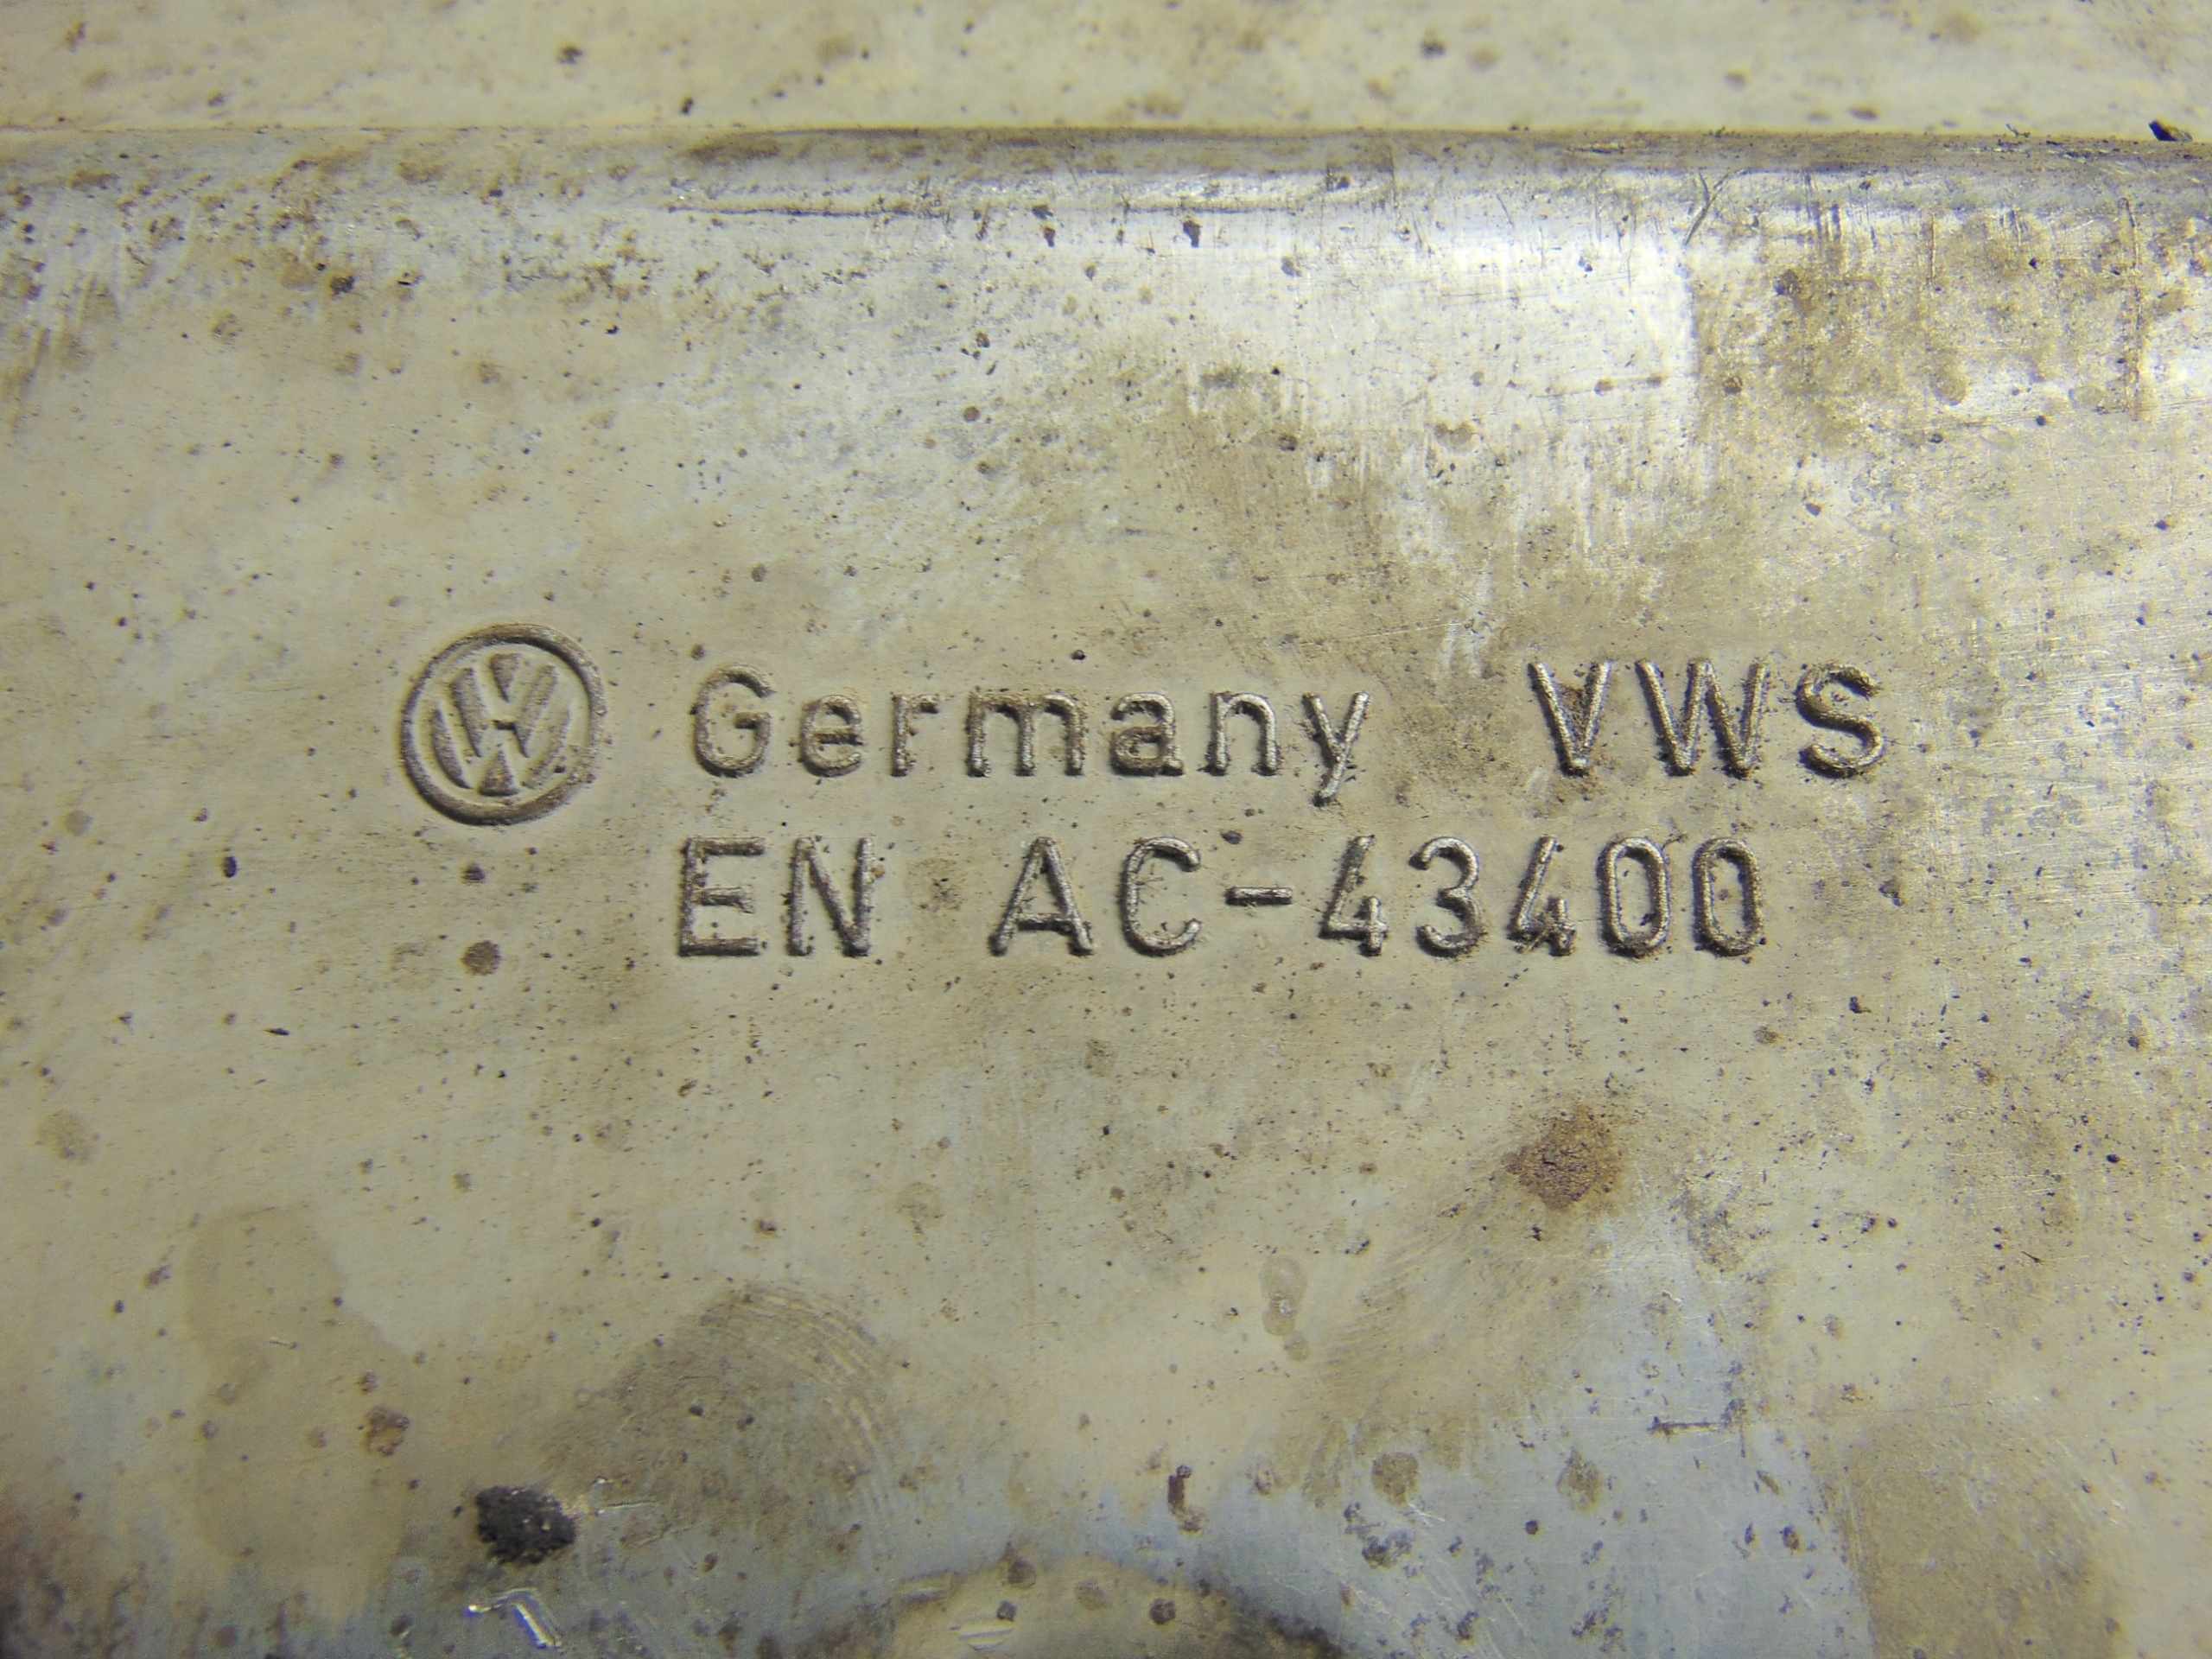 Germany VWS
EN AC-43400